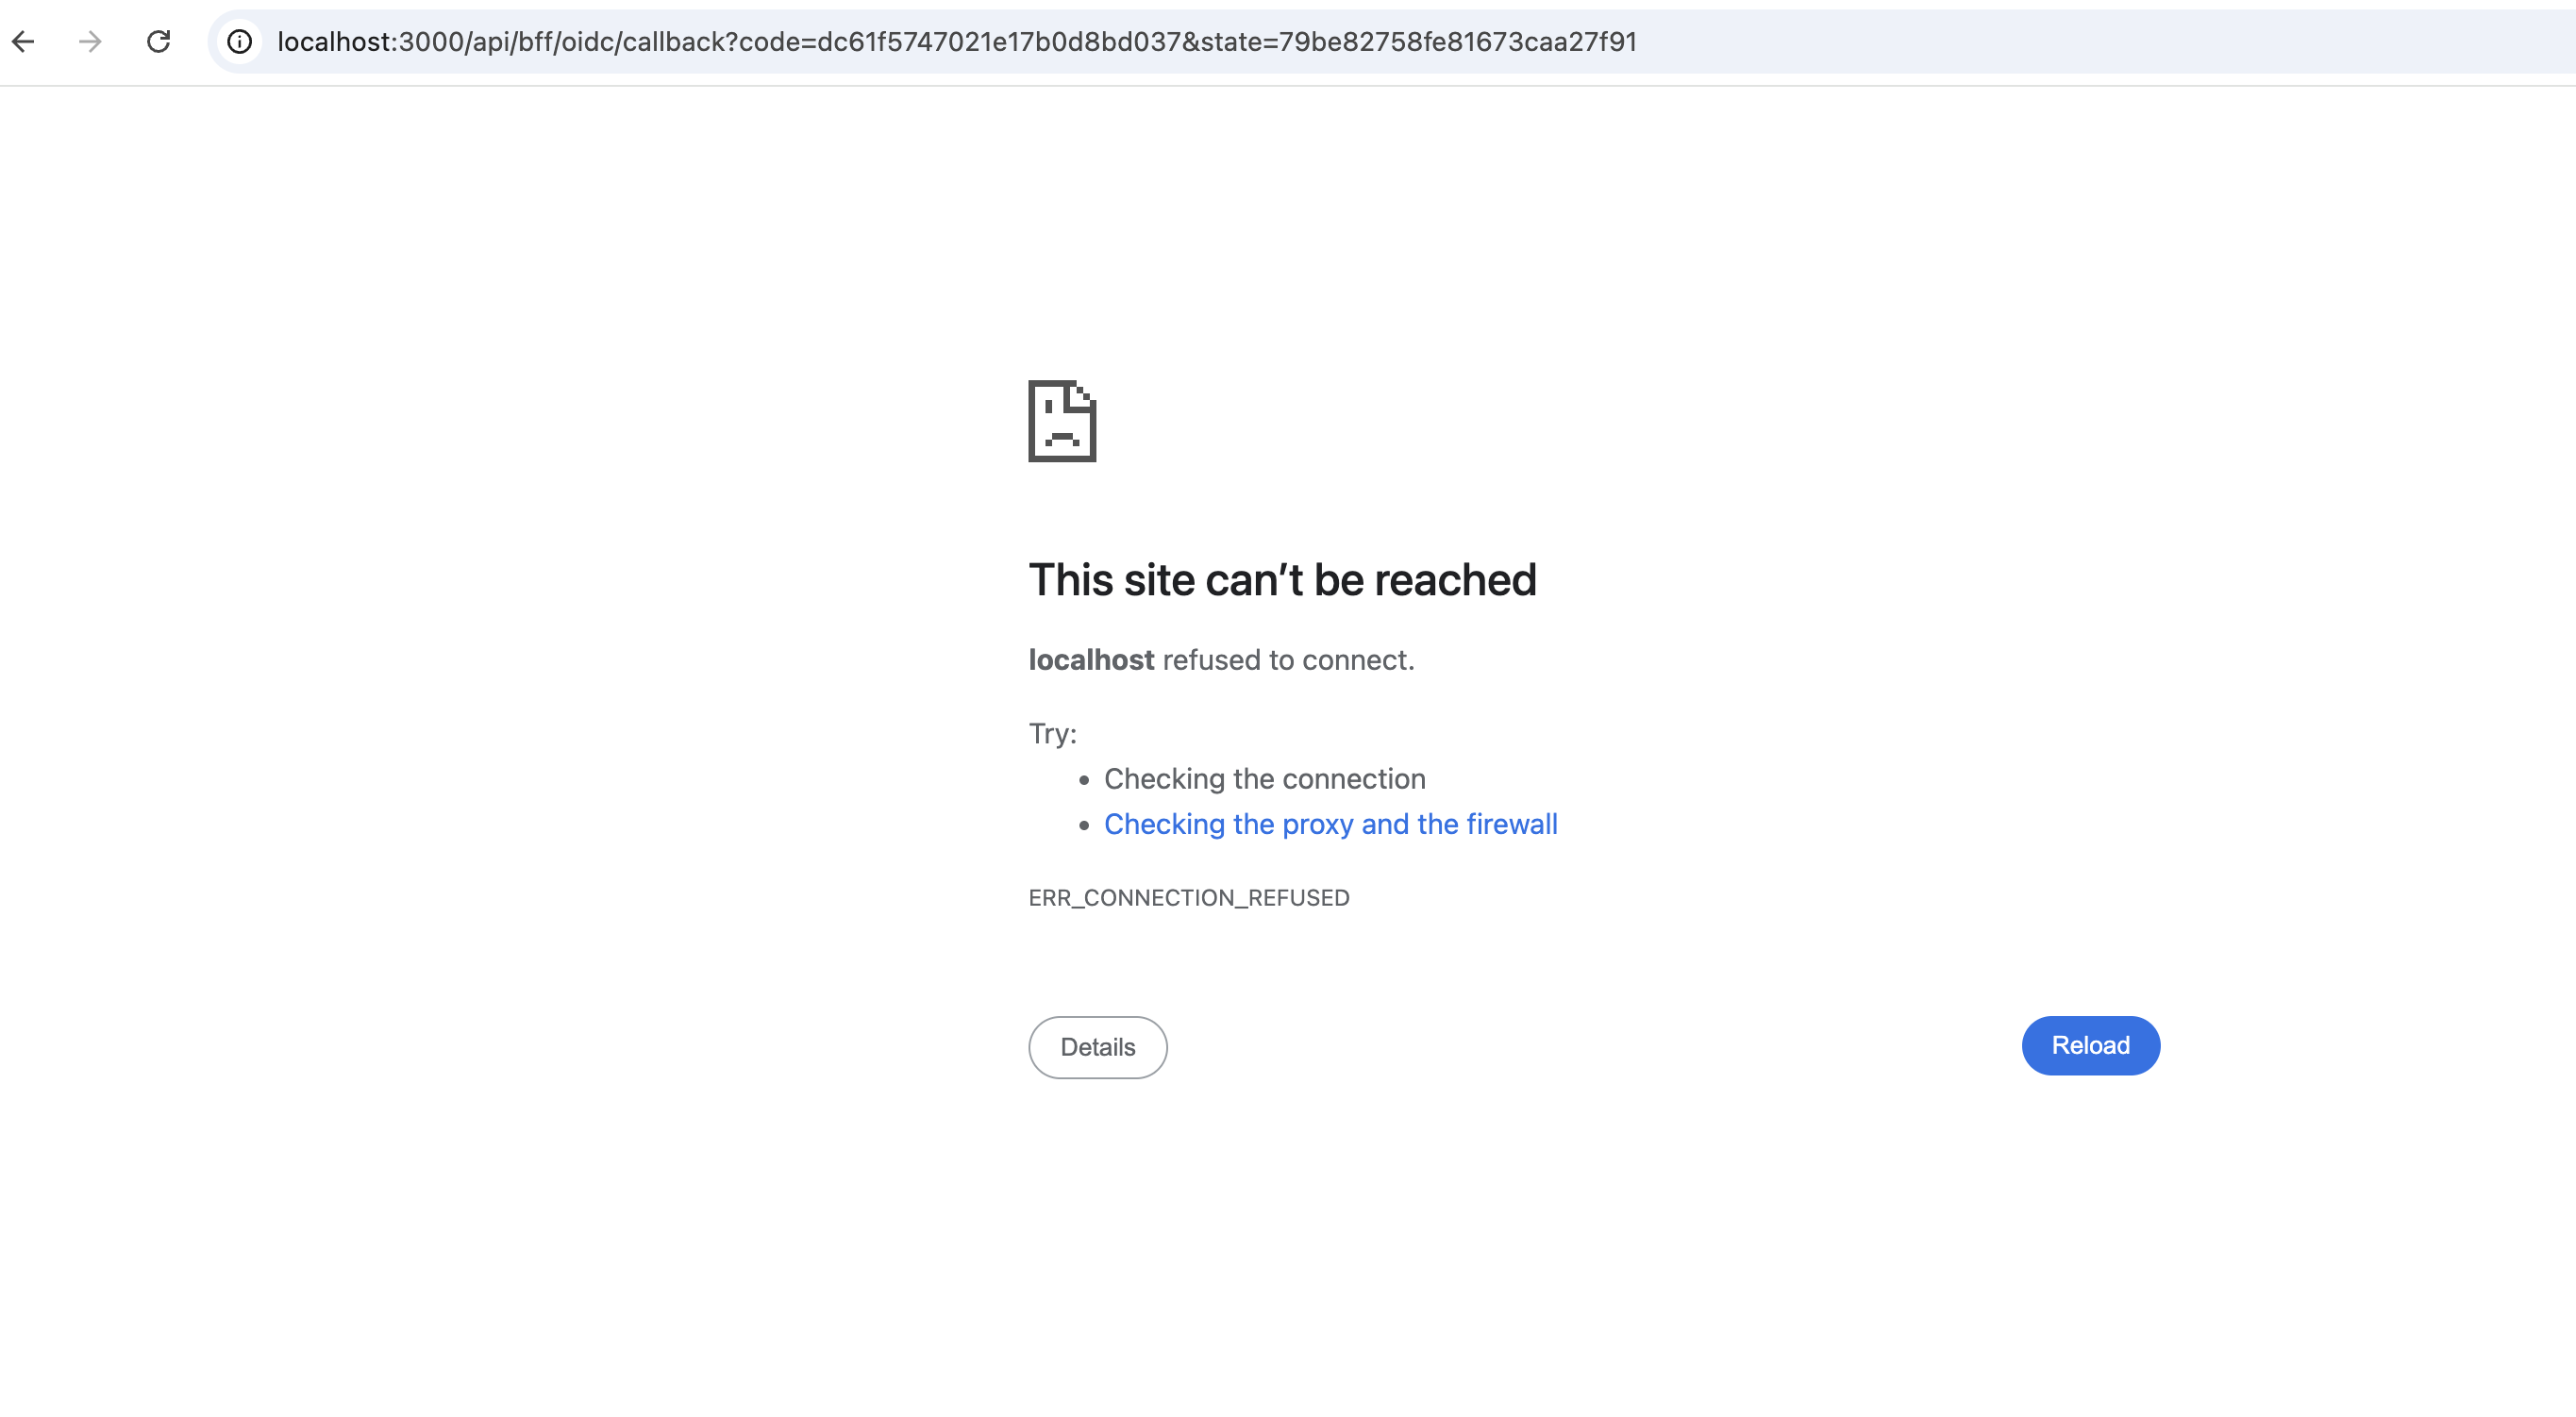 localhost:3000/api/bff/oidc/callback?code=dc61f5747021e17b0d8bd037&state=79be82758fe81673caa27f91
This site can’t be reached
localhost refused to connect.
Try:
• Checking the connection
• Checking the proxy and the firewall
ERR_CONNECTION_REFUSED
Details
Reload